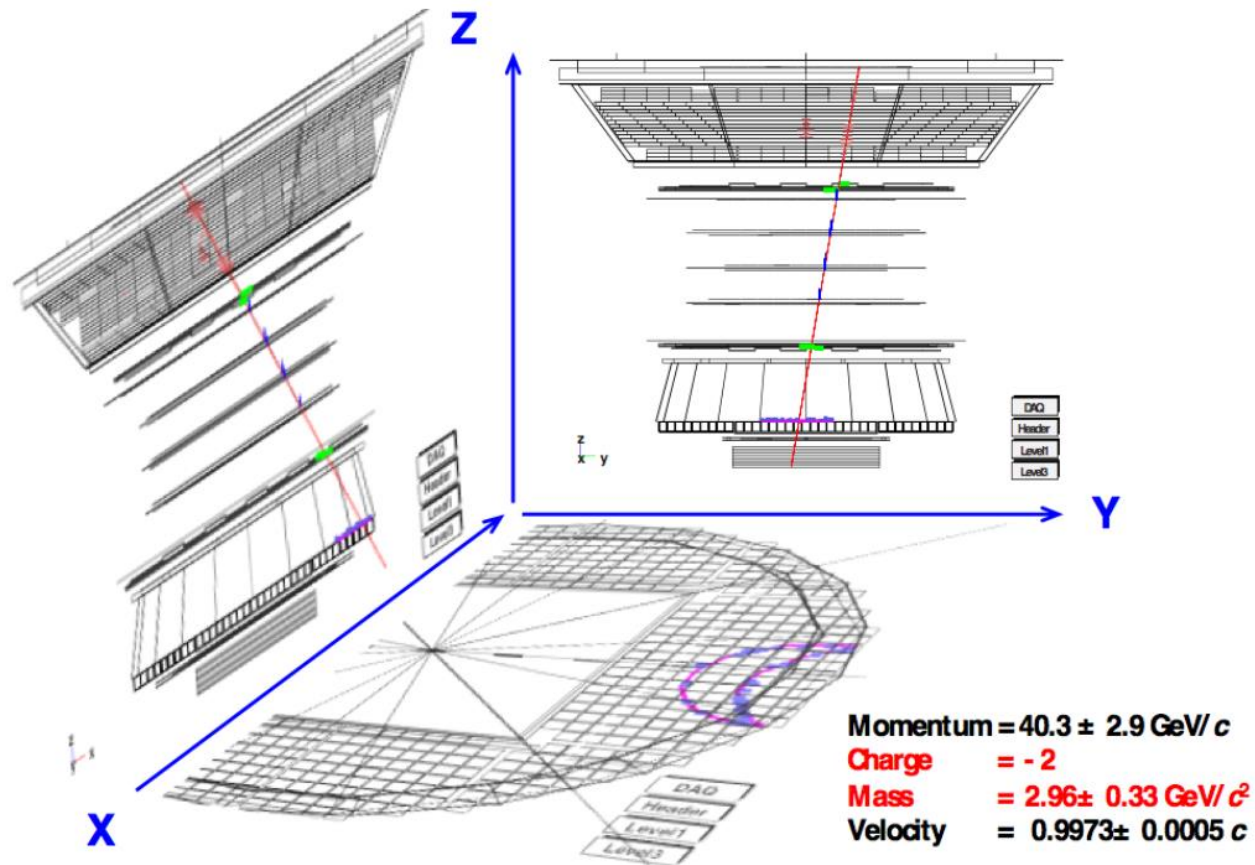 Z
DAQ
Header
Level1
Level3
z
x y
DAQ
Header
Level1
Level3
Y
X
z
x
y
DAQ
Header
Level1
Level3
Momentum = 40.3 ± 2.9 GeV/c
Charge = - 2
Mass = 2.96± 0.33 GeV/c²
Velocity = 0.9973± 0.0005 c